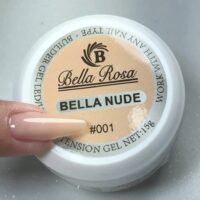 B
Bella Rosa
BELLA NUDE
#001
BUILDER GEL LED
WORK WITH ANY NAIL TYPE -
TENSION GEL NET:15g